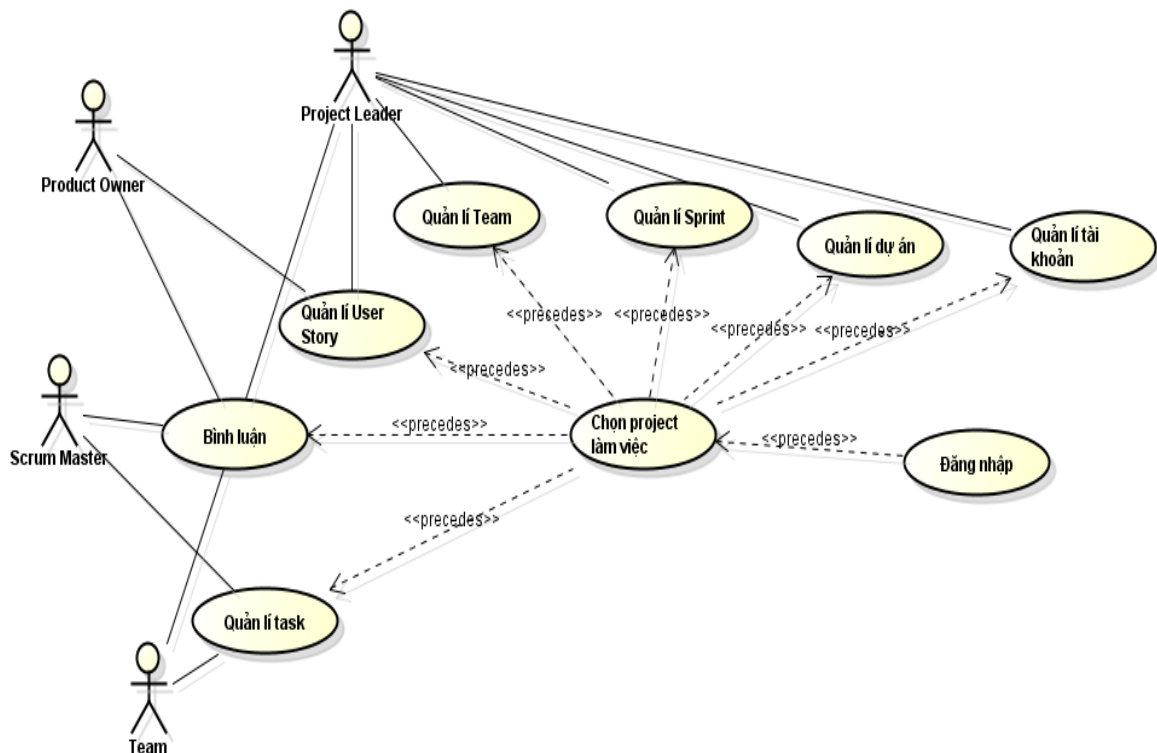 Project Leader
Product Owner
Quản lí Team
Quản lí Sprint
Quản lí dự án
Quản lí tài
khoản
Quản lí User
Story
<<precedes>>
<<precedes>>
<<precedes>>
<<precedes>>
<<precedes>>
Scrum Master
Bình luận
<<precedes>>
Chọn project
làm việc
<<precedes>>
Đăng nhập
<<precedes>>
Quản lí task
Team